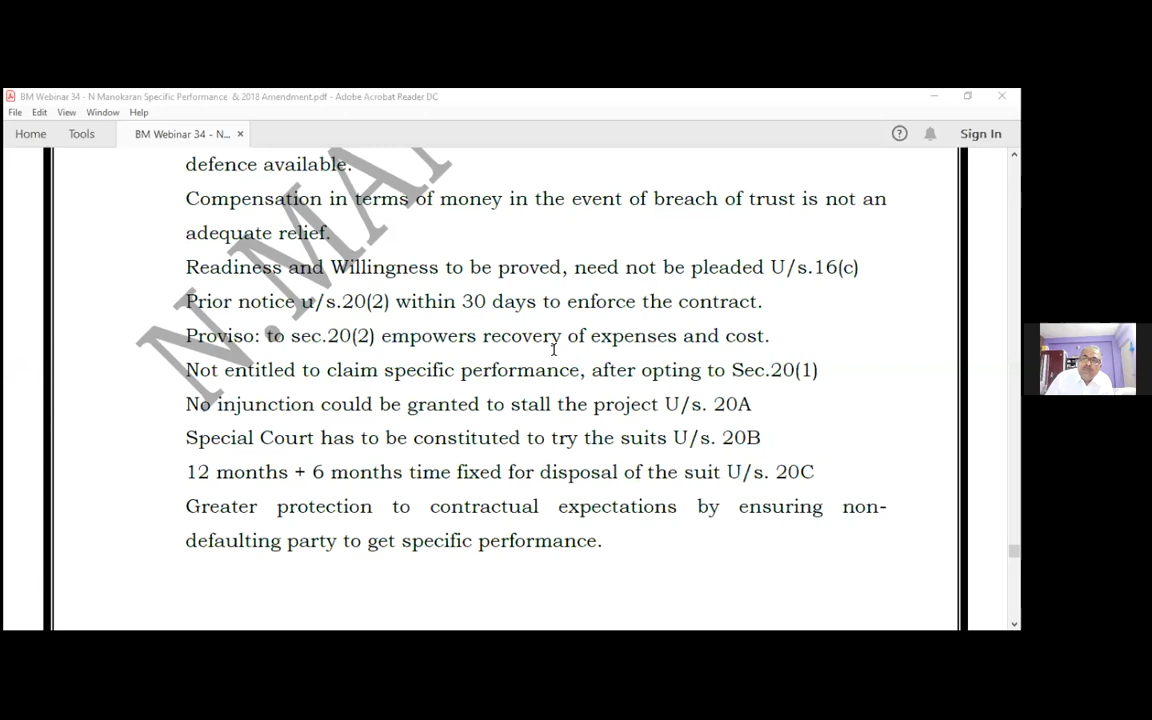 BM Webinar 34 - N Manokaran Specific Performance & 2018 Amendment.pdf - Adobe Acrobat Reader DC
File Edit View Window Help
Home Tools BM Webinar 34 - N... × Sign In
defence available.
Compensation in terms of money in the event of breach of trust is not an
adequate relief.
Readiness and Willingness to be proved, need not be pleaded U/s.16(c)
Prior notice u/s.20(2) within 30 days to enforce the contract.
Proviso: to sec.20(2) empowers recovery of expenses and cost.
Not entitled to claim specific performance, after opting to Sec.20(1)
No injunction could be granted to stall the project U/s. 20A
Special Court has to be constituted to try the suits U/s. 20B
12 months + 6 months time fixed for disposal of the suit U/s. 20C
Greater protection to contractual expectations by ensuring non-
defaulting party to get specific performance.
N.MA